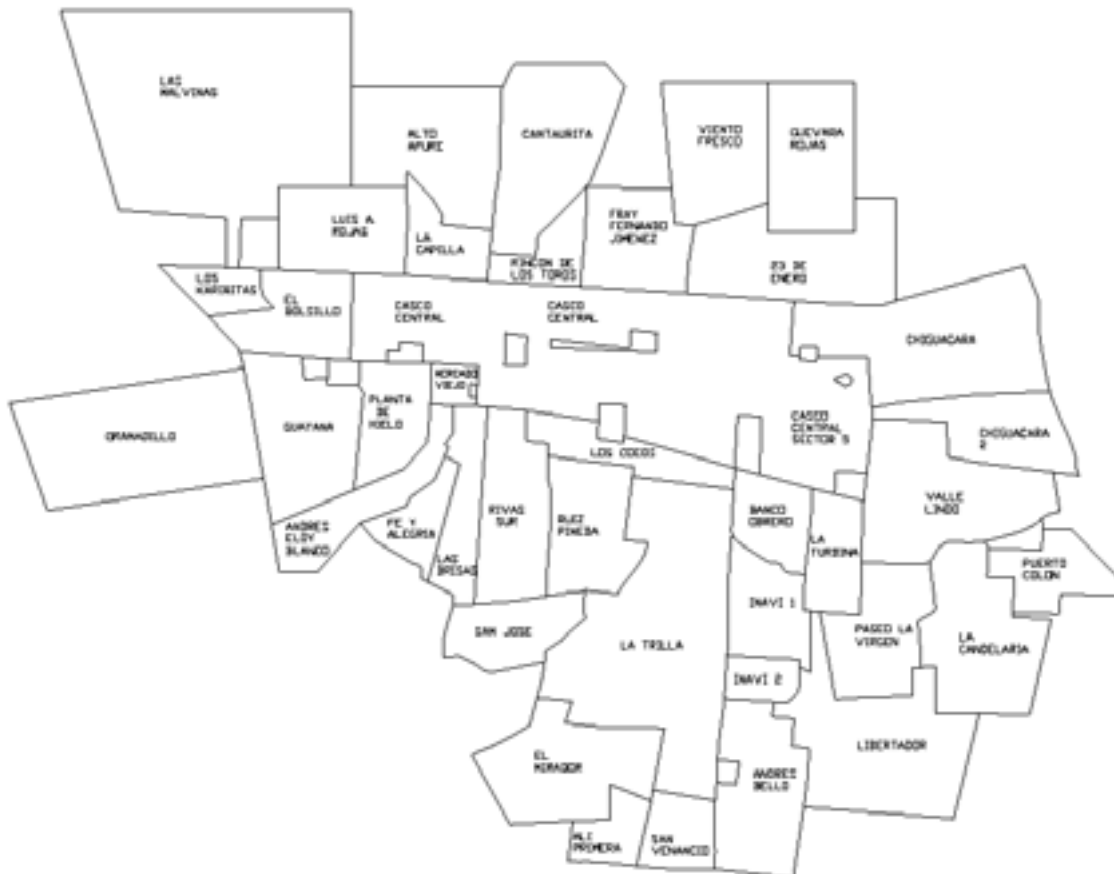 LAS
MALVINAS
ALTO
APURE
CANTAURITA
VIENTO
FRESCO
GUEVARA
ROJAS
LUIS A.
ROJAS
LA
CAPILLA
RINCON DE
LOS TOROS
FRAY
FERNANDO
JIMENEZ
23 DE
ENERO
LOS
KARIÑITAS
EL
BOLSILLO
CASCO
CENTRAL
CASCO
CENTRAL
CHIGUACARA
MERCADO
VIEJO
GRANADILLO
GUAYANA
PLANTA
DE
HIELO
LOS COCOS
CASCO
CENTRAL
SECTOR 5
CHIGUACARA
2
ANDRES
ELOY
BLANCO
FE Y
ALEGRIA
LAS
BRISAS
RIVAS
SUR
RUIZ
PINEDA
BANCO
OBRERO
LA
TURBINA
VALLE
LINDO
PUERTO
COLON
SAN JOSE
LA TRILLA
INAVI 1
PASEO LA
VIRGEN
LA
CANDELARIA
INAVI 2
EL
MIRADOR
ANDRES
BELLO
LIBERTADOR
ALI
PRIMERA
SAN
VENANCIO